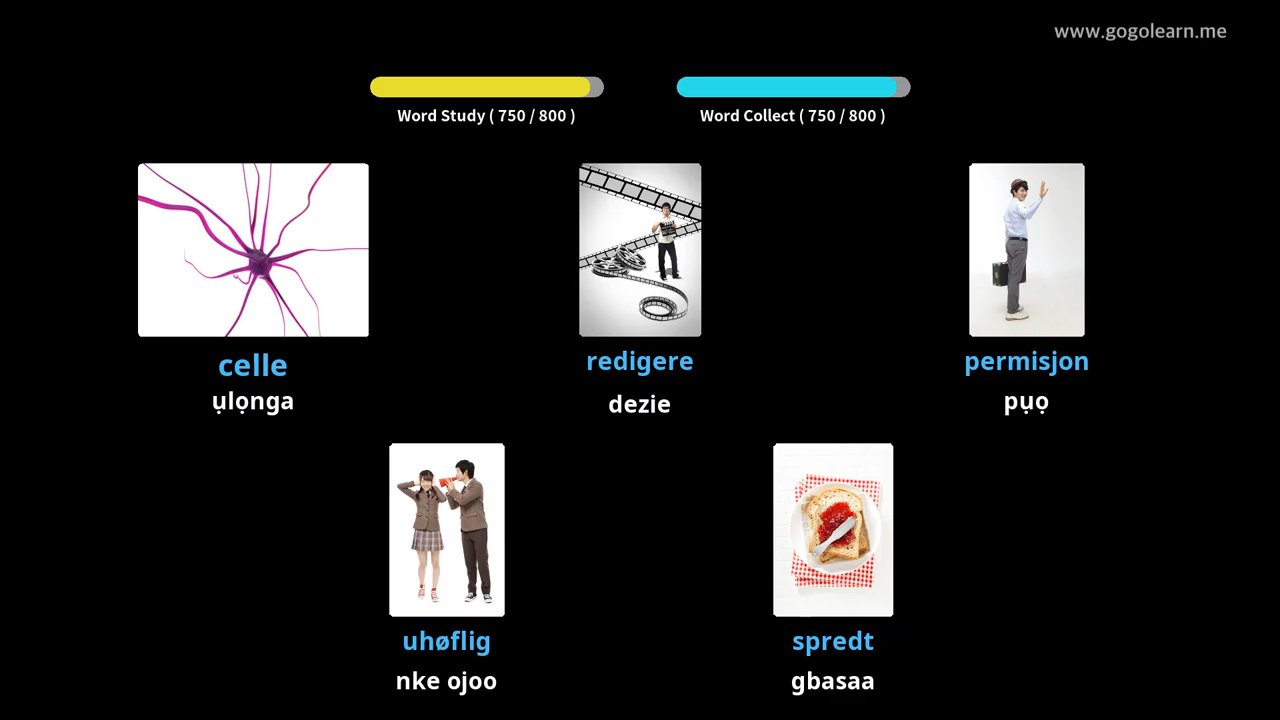 www.gogolearn.me
Word Study ( 750 / 800 )
Word Collect ( 750 / 800 )
celle
ụlọnga
redigere
dezie
permisjon
pụọ
uhøflig
nke ojoo
spredt
gbasaa